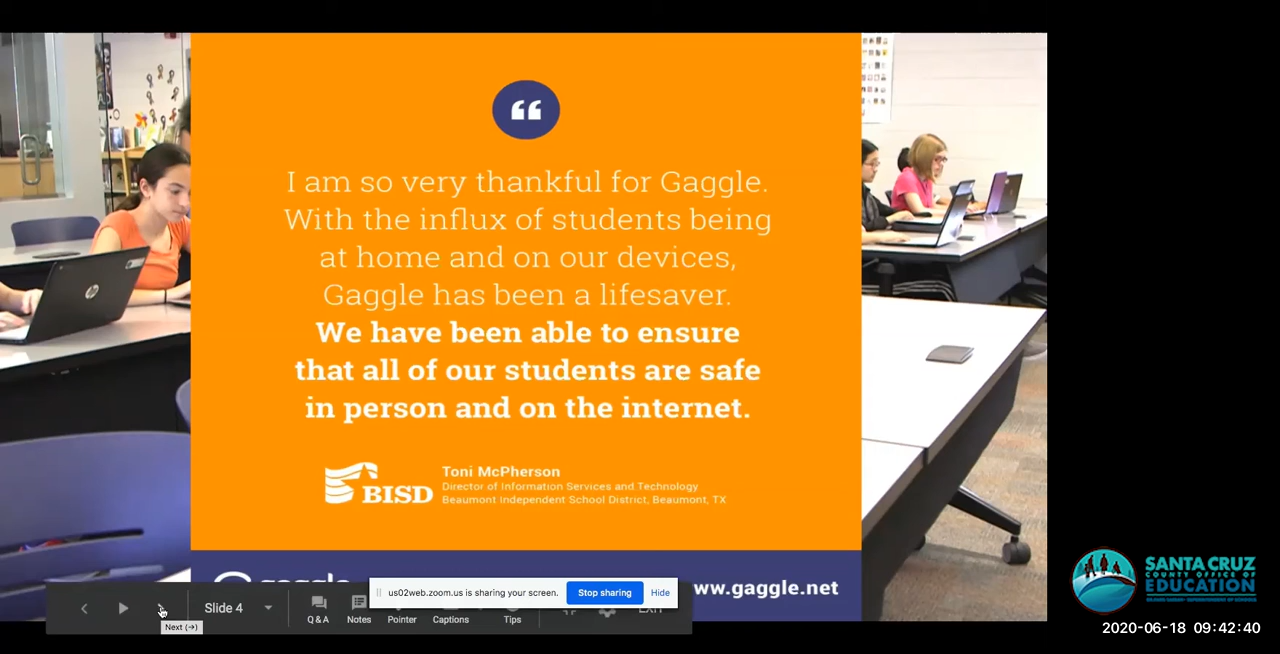 “
I am so very thankful for Gaggle.
With the influx of students being
at home and on our devices,
Gaggle has been a lifesaver.
We have been able to ensure
that all of our students are safe
in person and on the internet.
BISD
Toni McPherson
Director of Information Services and Technology
Beaumont Independent School District, Beaumont, TX
hp
gaggle
ww.gaggle.net
us02web.zoom.us is sharing your screen.
Stop sharing
Hide
Slide 4
Q & A
Notes
Pointer
Captions
Tips
EXIT
Next (→)
SANTA CRUZ
COUNTY OFFICE OF
EDUCATION
2020-06-18 09:42:40